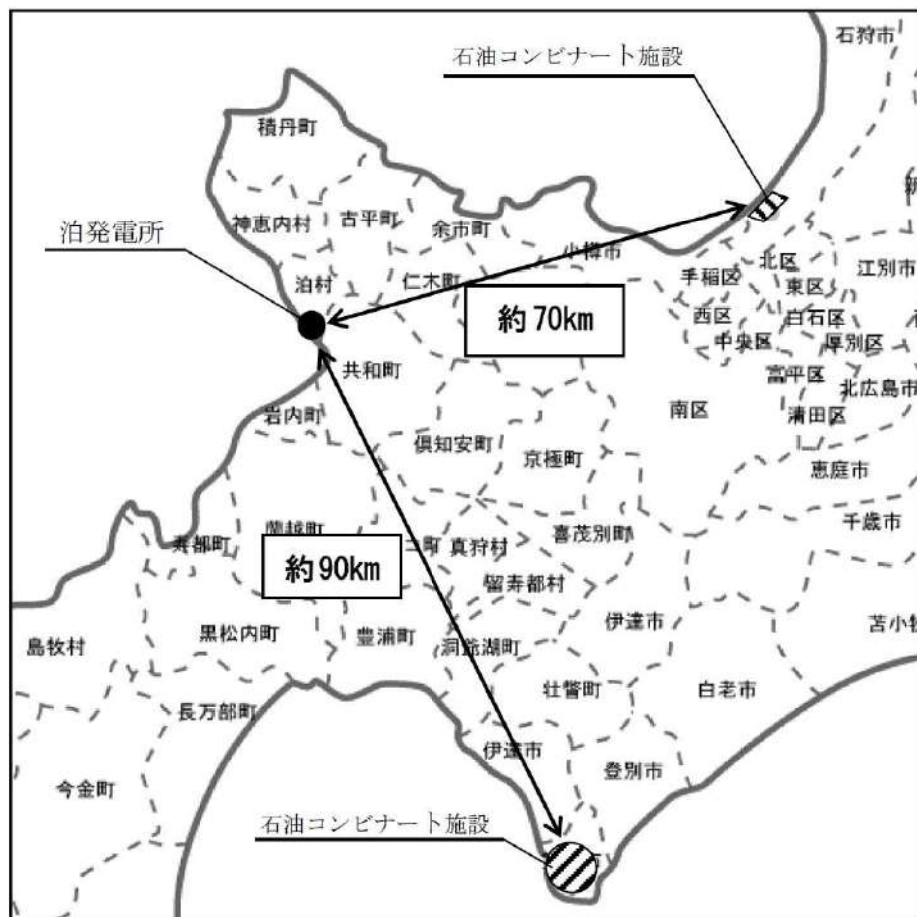 石狩市
石油コンビナート施設
積丹町
新
神恵内村
古平町
余市町
泊発電所
小樽市
北区
江別市
手稲区
東区
泊村
仁木町
西区
白石区
約70km
中央区
厚別区
共和町
富平区
北広島市
岩内町
南区
清田区
倶知安町
京極町
恵庭市
千歳市
蘭越町
喜茂別町
寿都町
真狩村
約90km
留寿都村
伊達市
苫小牧
黒松内町
豊浦町
島牧村
洞爺湖町
壮瞥町
白老市
長万部町
伊達市
登別市
今金町
石油コンビナート施設